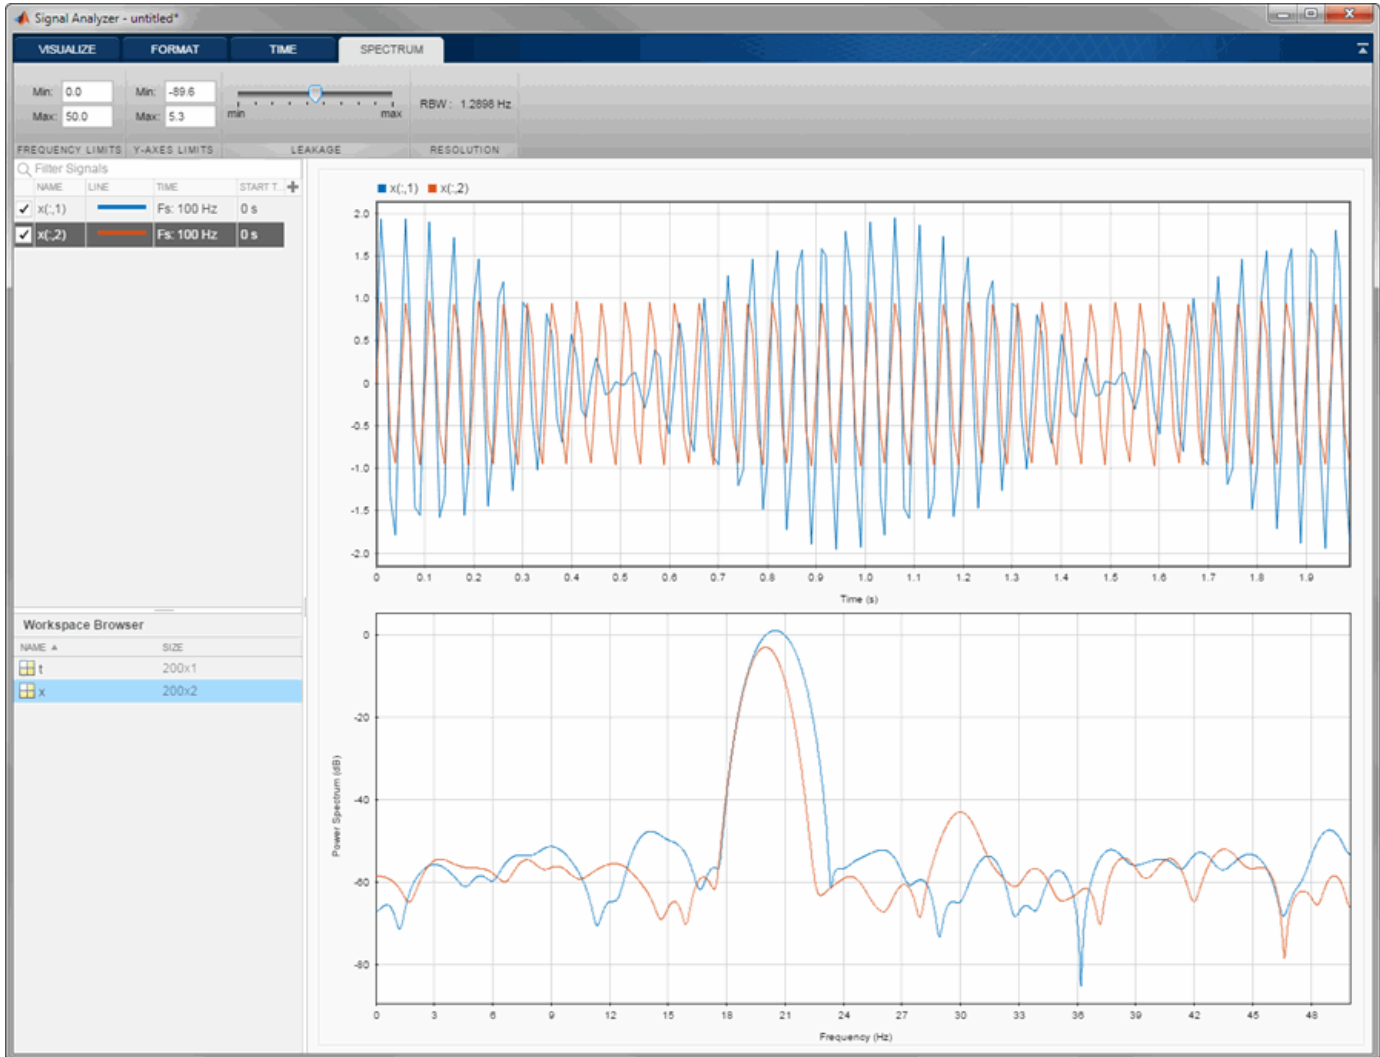 Signal Analyzer - untitled*
VISUALIZE FORMAT TIME SPECTRUM
Min: 0.0 Min: -89.6
Max: 50.0 Max: 5.3
min max
RBW : 1.2898 Hz
FREQUENCY LIMITS Y-AXES LIMITS LEAKAGE RESOLUTION
Filter Signals
NAME LINE TIME START T...
x(:,1) Fs: 100 Hz 0 s
x(:,2) Fs: 100 Hz 0 s
x(:,1) x(:,2)
2.0
1.5
1.0
0.5
0
-0.5
-1.0
-1.5
-2.0
0 0.1 0.2 0.3 0.4 0.5 0.6 0.7 0.8 0.9 1.0 1.1 1.2 1.3 1.4 1.5 1.6 1.7 1.8 1.9
Time (s)
Workspace Browser
NAME SIZE
t 200x1
x 200x2
0
-20
-40
-60
-80
Power Spectrum (dB)
0 3 6 9 12 15 18 21 24 27 30 33 36 39 42 45 48
Frequency (Hz)